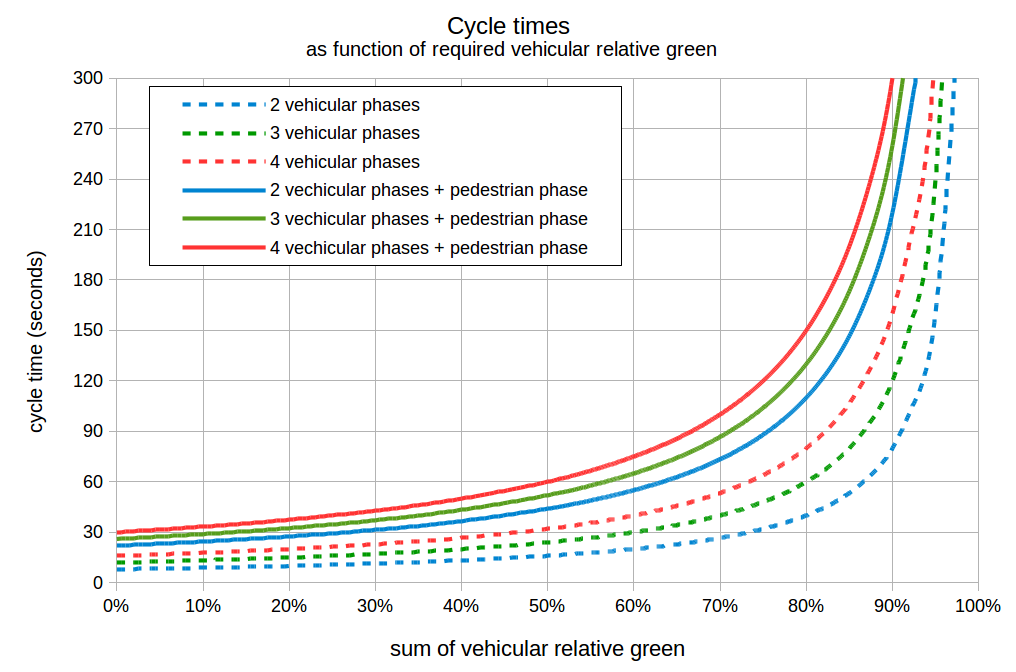 Cycle times
as function of required vehicular relative green
300
270
240
210
180
150
120
90
60
30
0
cycle time (seconds)
2 vehicular phases
3 vehicular phases
4 vehicular phases
2 vechicular phases + pedestrian phase
3 vechicular phases + pedestrian phase
4 vechicular phases + pedestrian phase
0% 10% 20% 30% 40% 50% 60% 70% 80% 90% 100%
sum of vehicular relative green